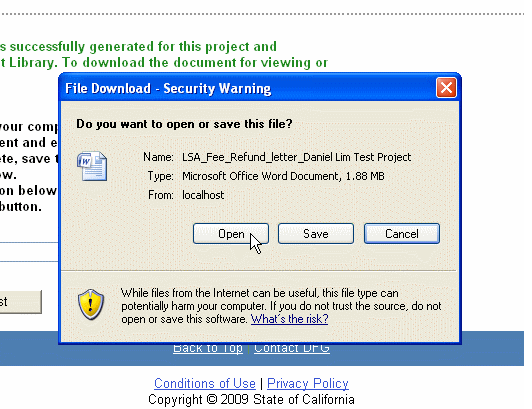 s successfully generated for this project and
t Library. To download the document for viewing or
File Download - Security Warning
your comp
Do you want to open or save this file?
ent and e
Name: LSA_Fee_Refund_letter_Daniel Lim Test Project
ete, save t
Type: Microsoft Office Word Document, 1.88 MB
ow.
From: localhost
on below
button.
Open Save Cancel
st
While files from the Internet can be useful, this file type can
potentially harm your computer. If you do not trust the source, do not
open or save this software. What's the risk?
Back to Top | Contact DFG
Conditions of Use | Privacy Policy
Copyright © 2009 State of California